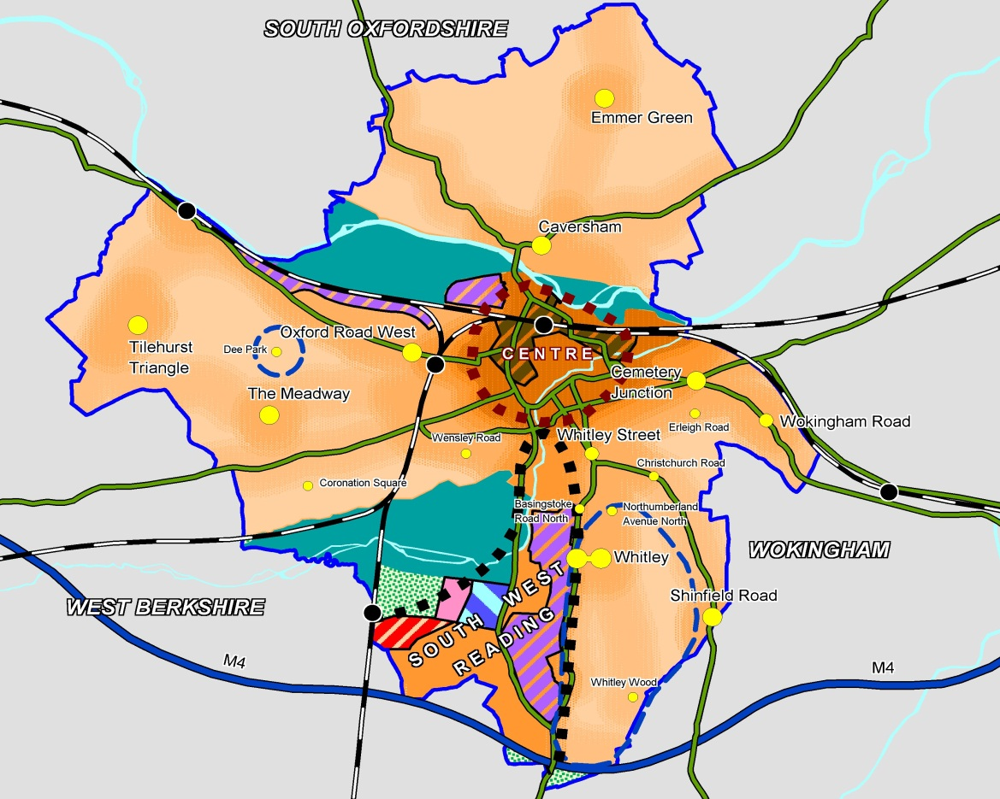 SOUTH OXFORDSHIRE
Emmer Green
Caversham
Oxford Road West
Dee Park
Tilehurst
Triangle
CENTRE
The Meadway
Cemetery
Junction
Wokingham Road
Erleigh Road
Wensley Road
Whitley Street
Christchurch Road
Coronation Square
Basingstoke
Road North
Northumberland
Avenue North
WOKINGHAM
Whitley
Shinfield Road
WEST BERKSHIRE
SOUTH WEST
READING
M4
M4
Whitley Wood